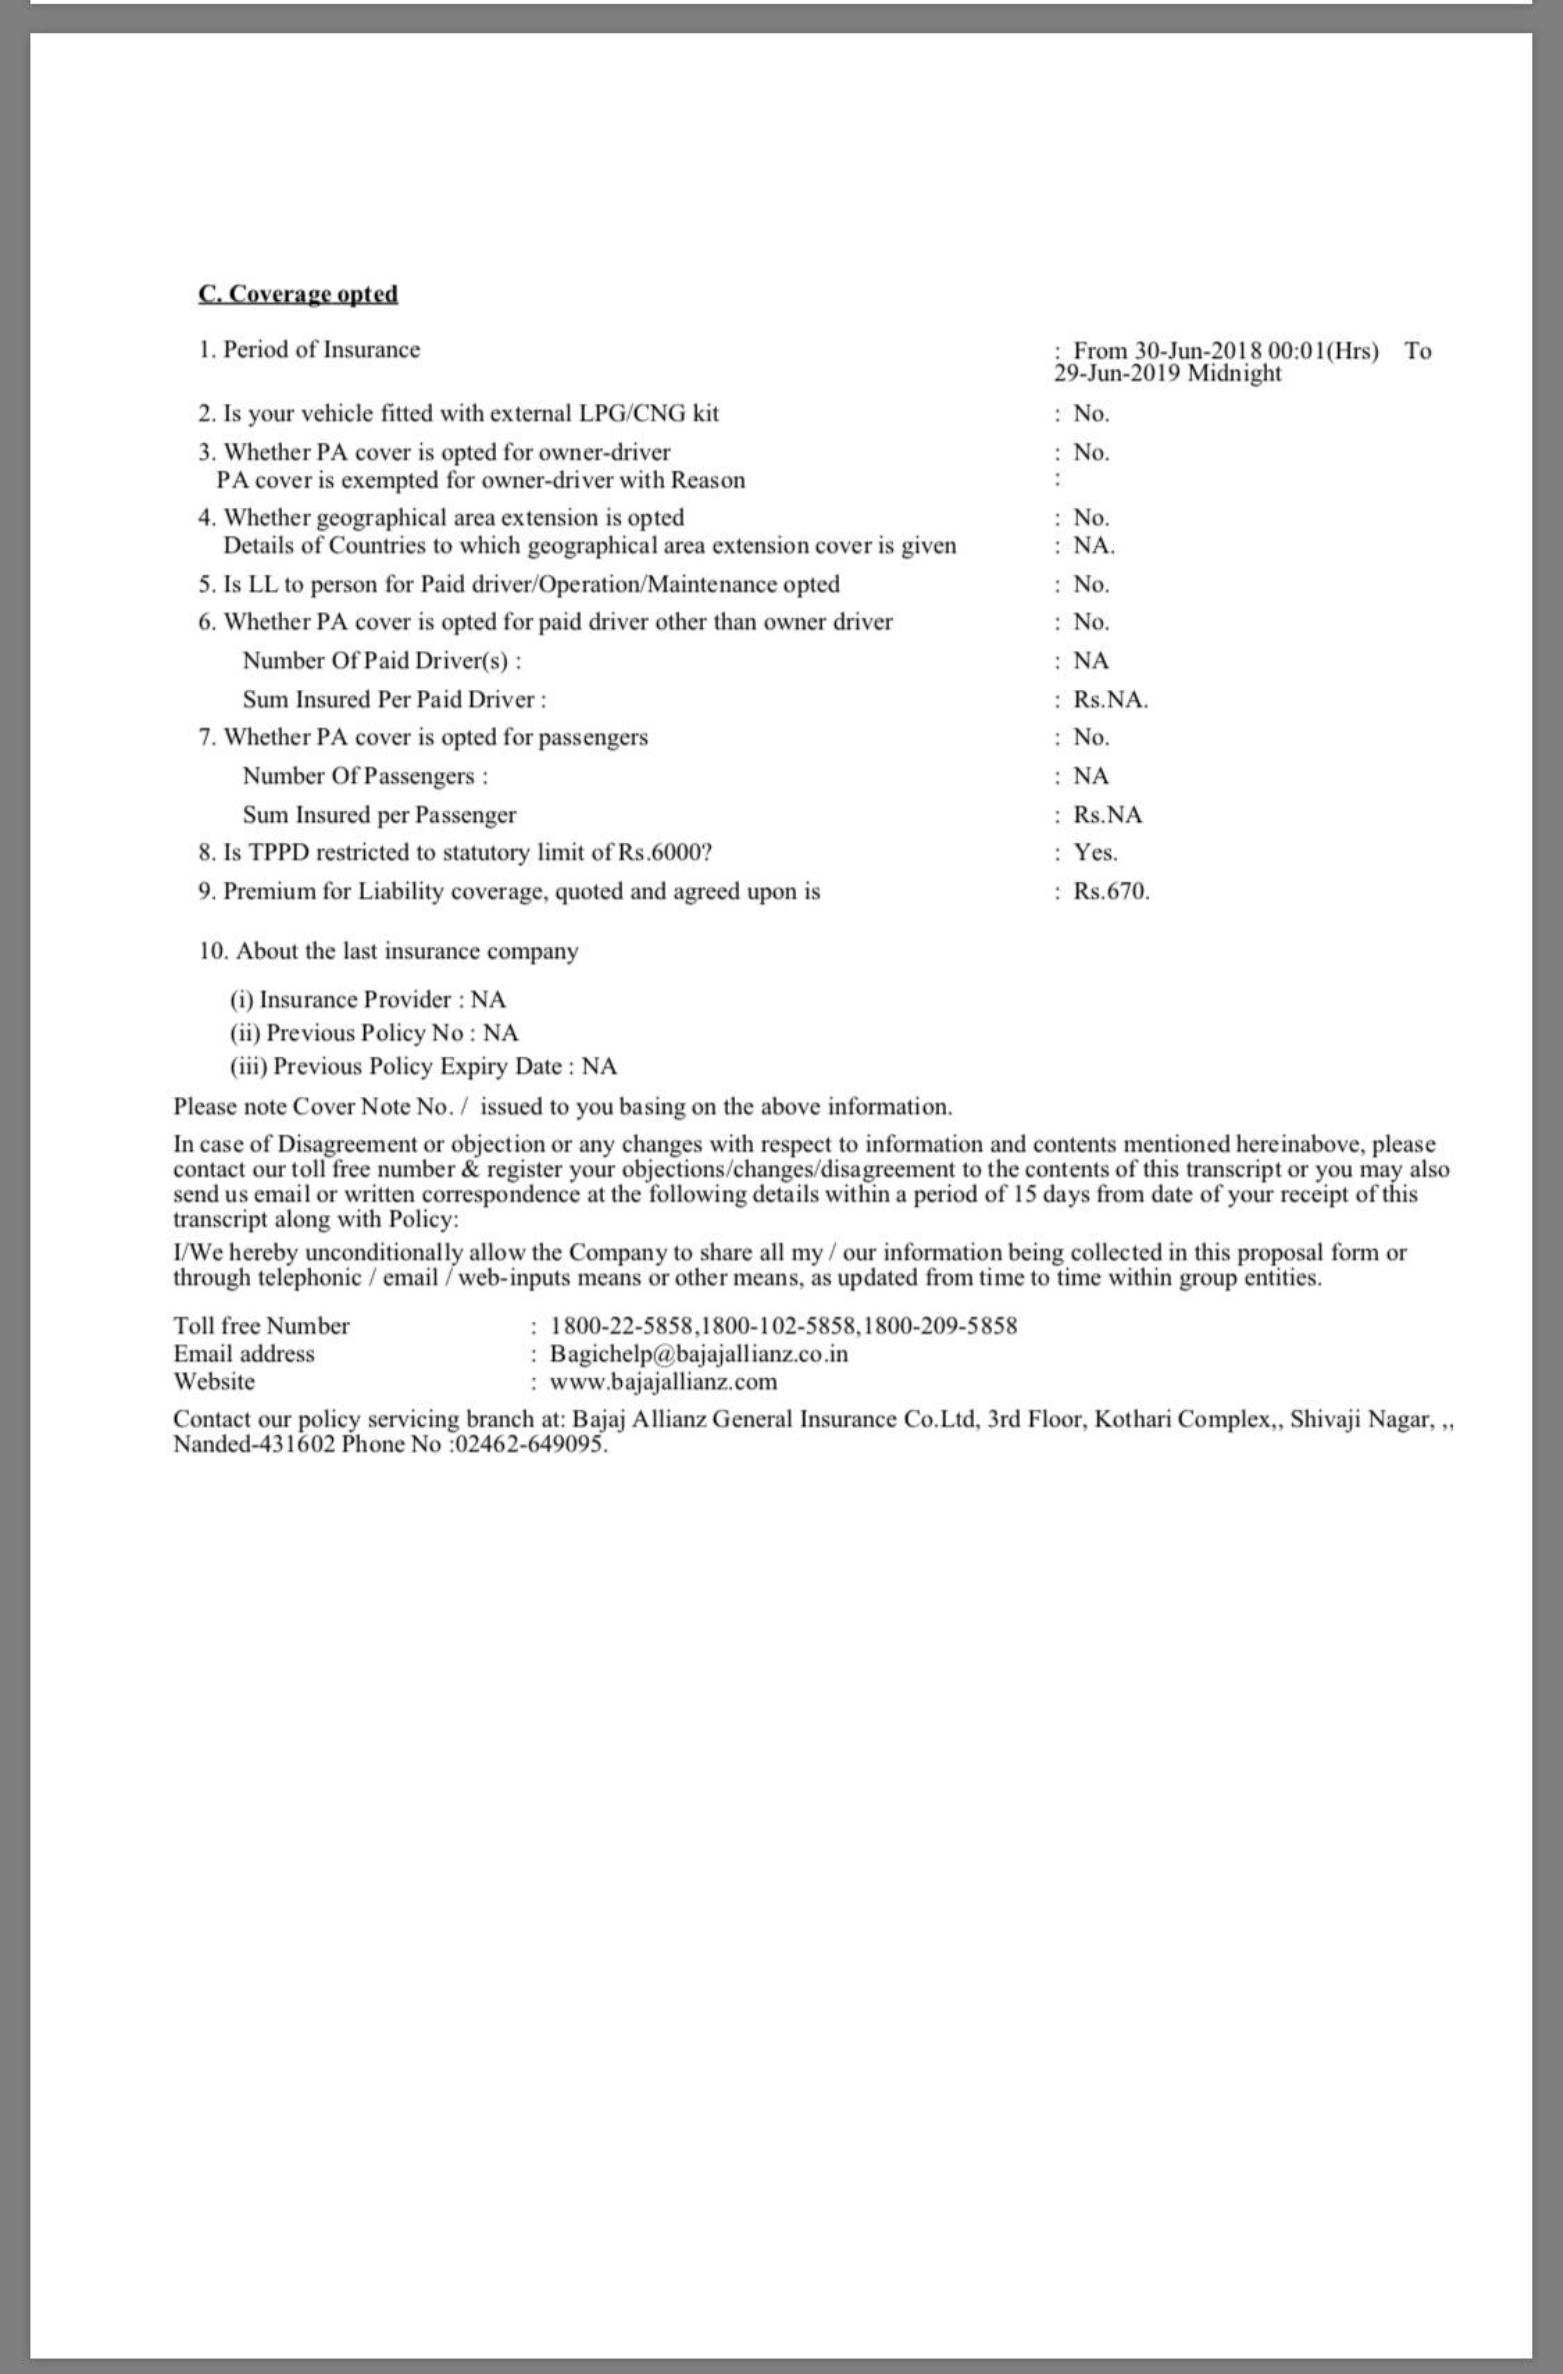 C. Coverage opted
1. Period of Insurance : From 30-Jun-2018 00:01(Hrs) To
29-Jun-2019 Midnight
2. Is your vehicle fitted with external LPG/CNG kit : No.
3. Whether PA cover is opted for owner-driver : No.
PA cover is exempted for owner-driver with Reason :
4. Whether geographical area extension is opted : No.
Details of Countries to which geographical area extension cover is given : NA.
5. Is LL to person for Paid driver/Operation/Maintenance opted : No.
6. Whether PA cover is opted for paid driver other than owner driver : No.
Number Of Paid Driver(s) : : NA
Sum Insured Per Paid Driver : : Rs.NA.
7. Whether PA cover is opted for passengers : No.
Number Of Passengers : : NA
Sum Insured per Passenger : Rs.NA
8. Is TPPD restricted to statutory limit of Rs.6000? : Yes.
9. Premium for Liability coverage, quoted and agreed upon is : Rs.670.
10. About the last insurance company
(i) Insurance Provider : NA
(ii) Previous Policy No : NA
(iii) Previous Policy Expiry Date : NA
Please note Cover Note No. / issued to you basing on the above information.
In case of Disagreement or objection or any changes with respect to information and contents mentioned hereinabove, please
contact our toll free number & register your objections/changes/disagreement to the contents of this transcript or you may also
send us email or written correspondence at the following details within a period of 15 days from date of your receipt of this
transcript along with Policy:
I/We hereby unconditionally allow the Company to share all my / our information being collected in this proposal form or
through telephonic / email / web-inputs means or other means, as updated from time to time within group entities.
Toll free Number : 1800-22-5858,1800-102-5858,1800-209-5858
Email address : Bagichelp@bajajallianz.co.in
Website : www.bajajallianz.com
Contact our policy servicing branch at: Bajaj Allianz General Insurance Co.Ltd, 3rd Floor, Kothari Complex,, Shivaji Nagar, ,,
Nanded-431602 Phone No :02462-649095.